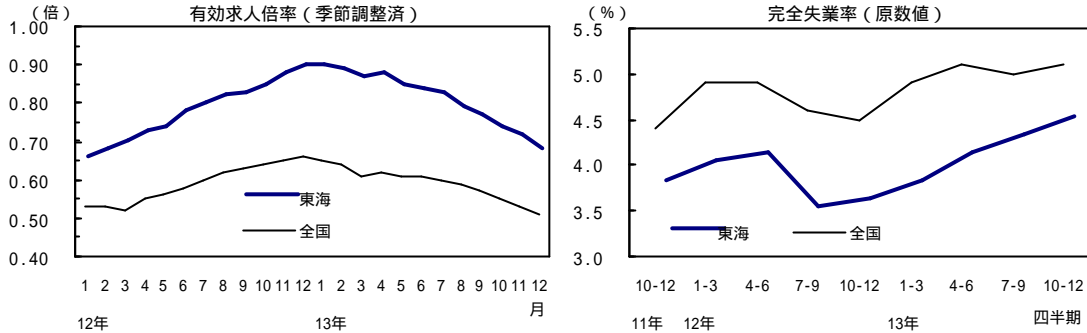 (倍) 有効求人倍率(季節調整済)
1.00
0.90
0.80
0.70
0.60
0.50
0.40
東海
全国
1 2 3 4 5 6 7 8 9 10 11 12 1 2 3 4 5 6 7 8 9 10 11 12
月
12年 13年
(%) 完全失業率(原数値)
5.5
5.0
4.5
4.0
3.5
3.0
東海 全国
10-12 1-3 4-6 7-9 10-12 1-3 4-6 7-9 10-12
11年 12年 13年 四半期